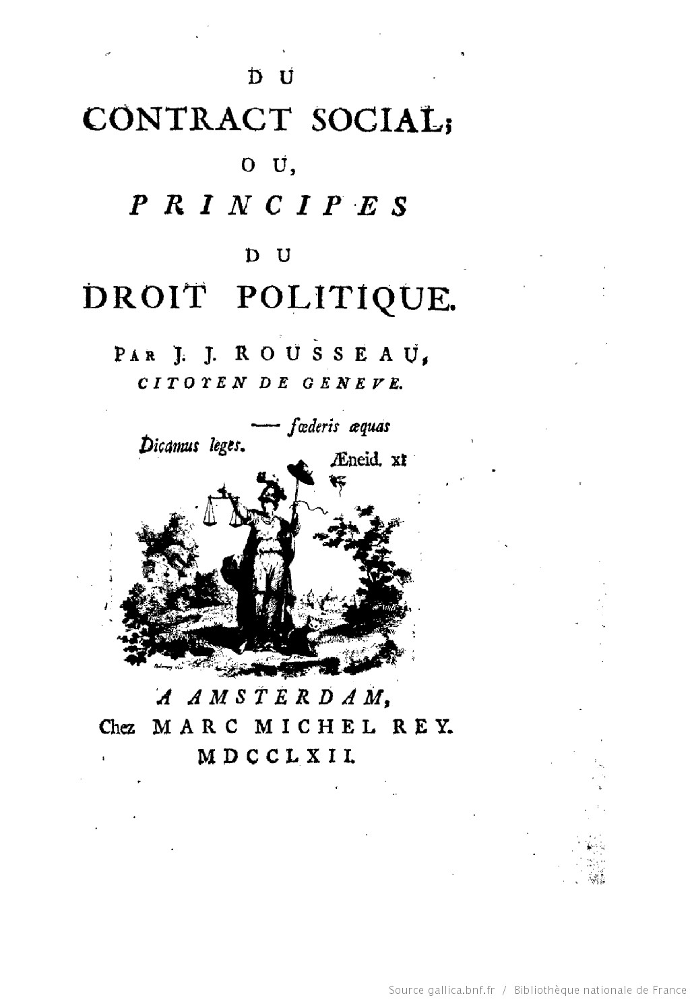 DU
CONTRACT SOCIAL;
OU,
PRINCIPES
DU
DROIT POLITIQUE.
PAR J. J. ROUSSEAU,
CITOYEN DE GENEVE.
— fœderis æquas
Dicamus leges.
Æneid. XI
A AMSTERDAM,
Chez MARC MICHEL REY.
MDCCLXII.
Source gallica.bnf.fr / Bibliothèque nationale de France